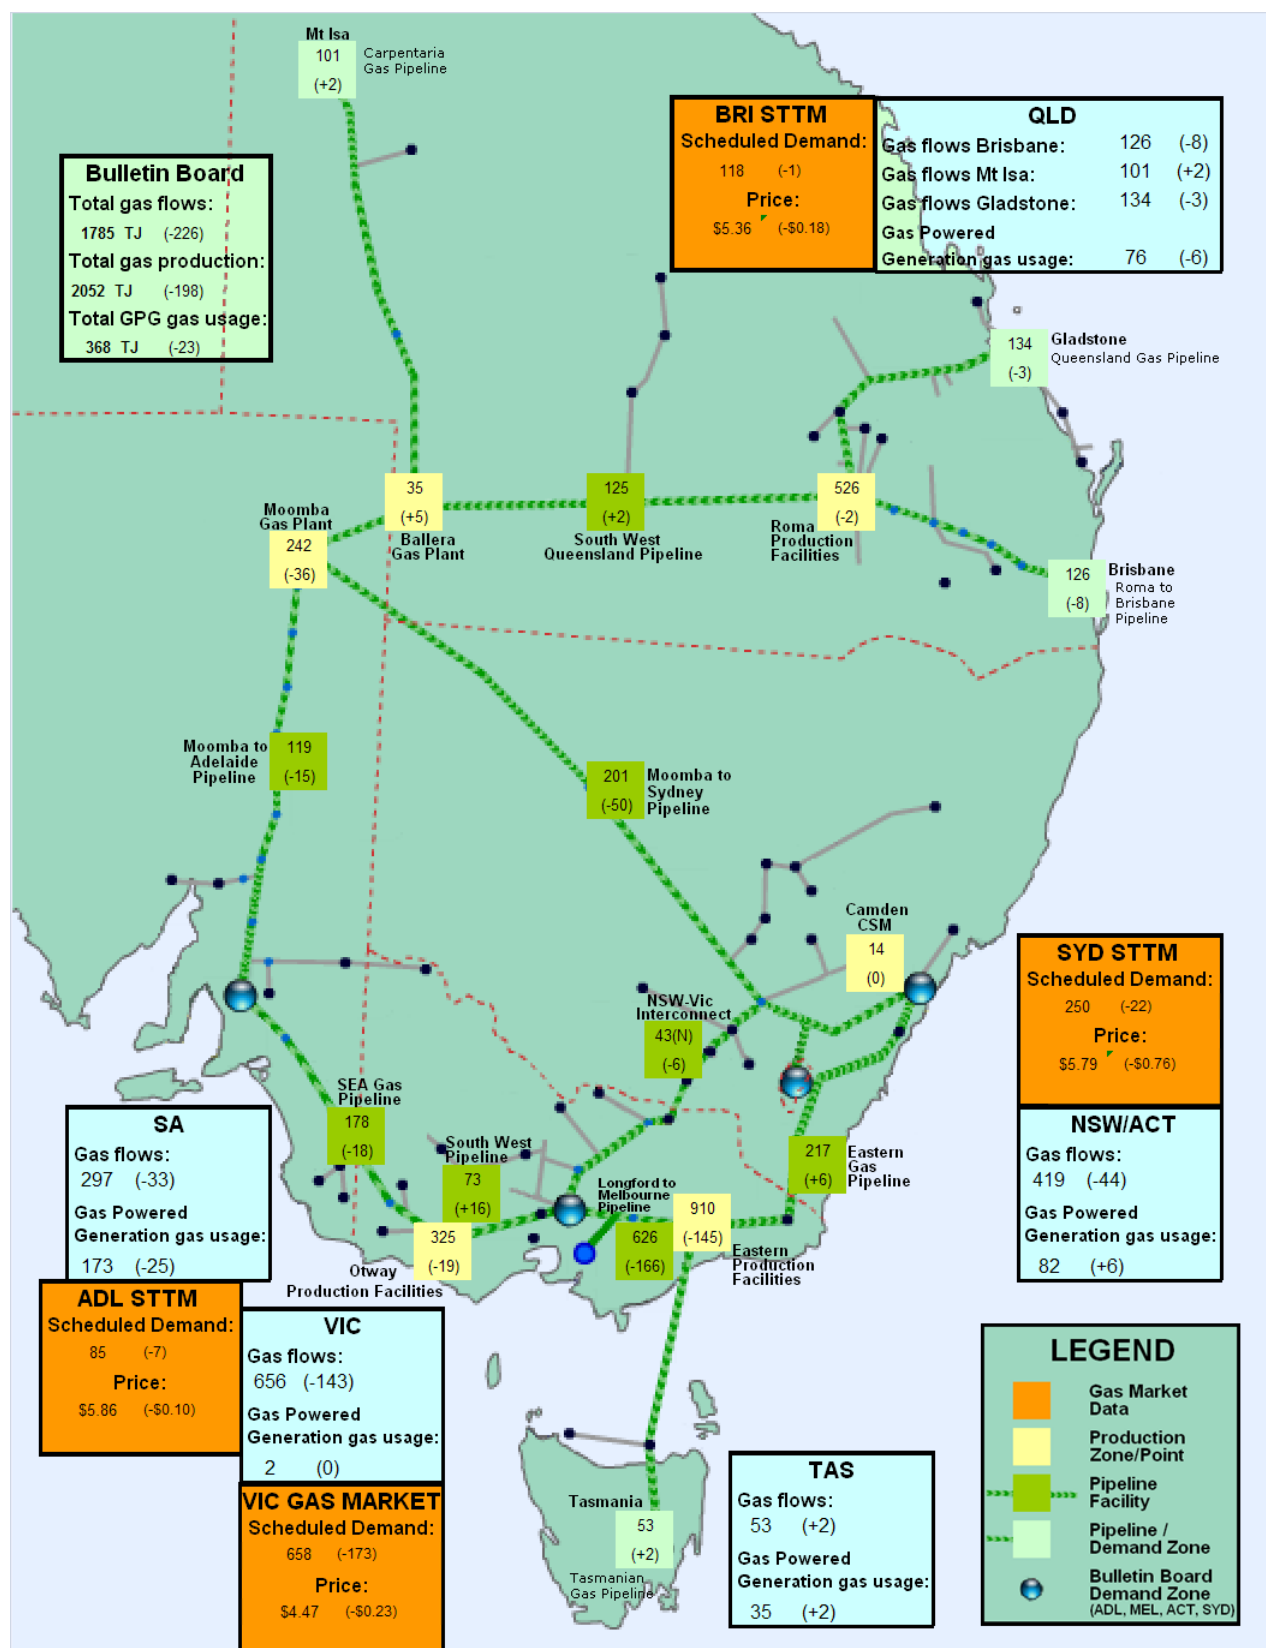 Mt Isa
101
(+2)
Carpentaria
Gas Pipeline
Bulletin Board
Total gas flows:
1785 TJ (-226)
Total gas production:
2052 TJ (-198)
Total GPG gas usage:
368 TJ (-23)
BRI STTM
Scheduled Demand:
118 (-1)
Price:
$5.36 (-$0.18)
QLD
Gas flows Brisbane: 126 (-8)
Gas flows Mt Isa: 101 (+2)
Gas flows Gladstone: 134 (-3)
Gas Powered
Generation gas usage: 76 (-6)
134
(-3)
Gladstone
Queensland Gas Pipeline
Moomba
Gas Plant
242
(-36)
35
(+5)
Ballera
Gas Plant
125
(+2)
South West
Queensland Pipeline
526
(-2)
Roma
Production
Facilities
126
(-8)
Brisbane
Roma to
Brisbane
Pipeline
Moomba to
Adelaide
Pipeline
119
(-15)
201
(-50)
Moomba to
Sydney
Pipeline
Camden
CSM
14
(0)
NSW-Vic
Interconnect
43(N)
(-6)
SYD STTM
Scheduled Demand:
250 (-22)
Price:
$5.79 (-$0.76)
NSW/ACT
Gas flows:
419 (-44)
Gas Powered
Generation gas usage:
82 (+6)
SEA Gas
Pipeline
178
(-18)
South West
Pipeline
73
(+16)
Longford to
Melbourne
Pipeline
626
(-166)
910
(-145)
Eastern
Production
Facilities
217
(+6)
Eastern
Gas
Pipeline
325
(-19)
Otway
Production Facilities
SA
Gas flows:
297 (-33)
Gas Powered
Generation gas usage:
173 (-25)
ADL STTM
Scheduled Demand:
85 (-7)
Price:
$5.86 (-$0.10)
VIC
Gas flows:
656 (-143)
Gas Powered
Generation gas usage:
2 (0)
VIC GAS MARKET
Scheduled Demand:
658 (-173)
Price:
$4.47 (-$0.23)
Tasmania
53
(+2)
Tasmanian
Gas Pipeline
TAS
Gas flows:
53 (+2)
Gas Powered
Generation gas usage:
35 (+2)
LEGEND
Gas Market
Data
Production
Zone/Point
Pipeline
Facility
Pipeline /
Demand Zone
Bulletin Board
Demand Zone
(ADL, MEL, ACT, SYD)